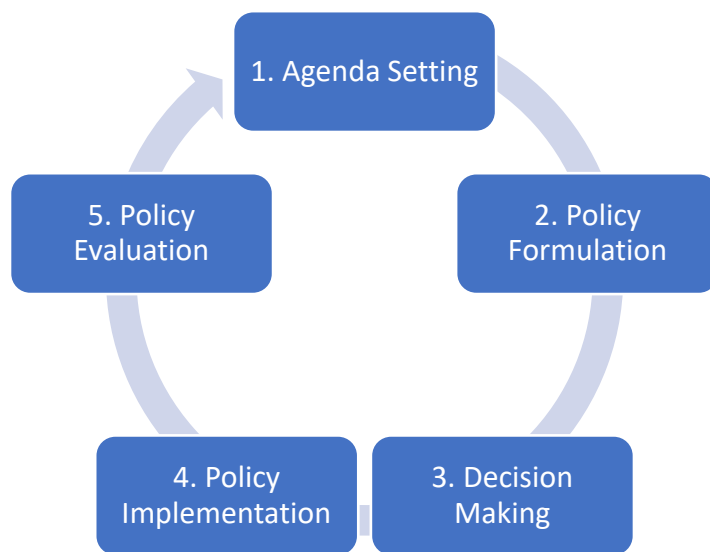 1. Agenda Setting
2. Policy
Formulation
3. Decision
Making
4. Policy
Implementation
5. Policy
Evaluation